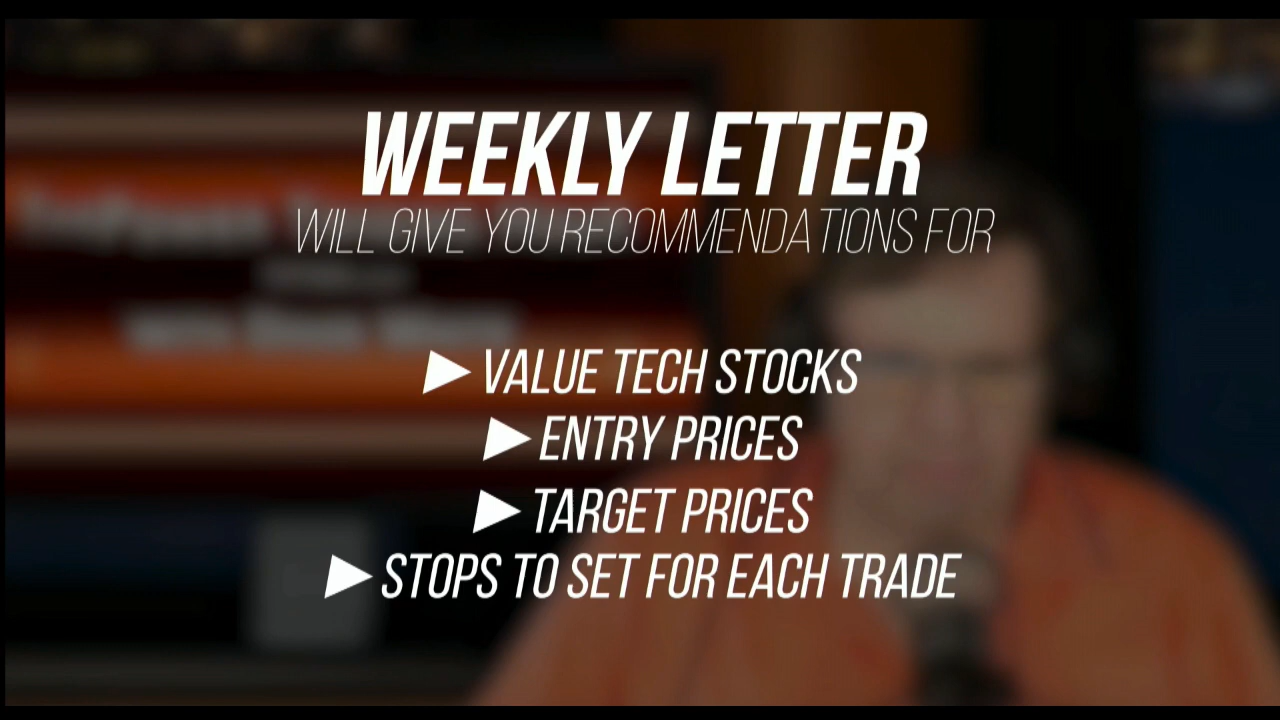 WEEKLY LETTER
WILL GIVE YOU RECOMMENDATIONS FOR
▶ VALUE TECH STOCKS
▶ ENTRY PRICES
▶ TARGET PRICES
▶ STOPS TO SET FOR EACH TRADE